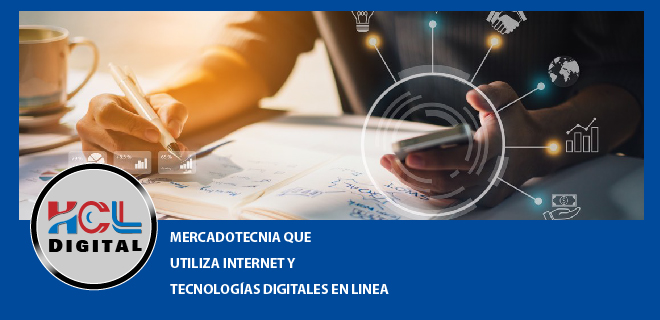 HCL
DIGITAL
MERCADOTECNIA QUE
UTILIZA INTERNET Y
TECNOLOGÍAS DIGITALES EN LINEA